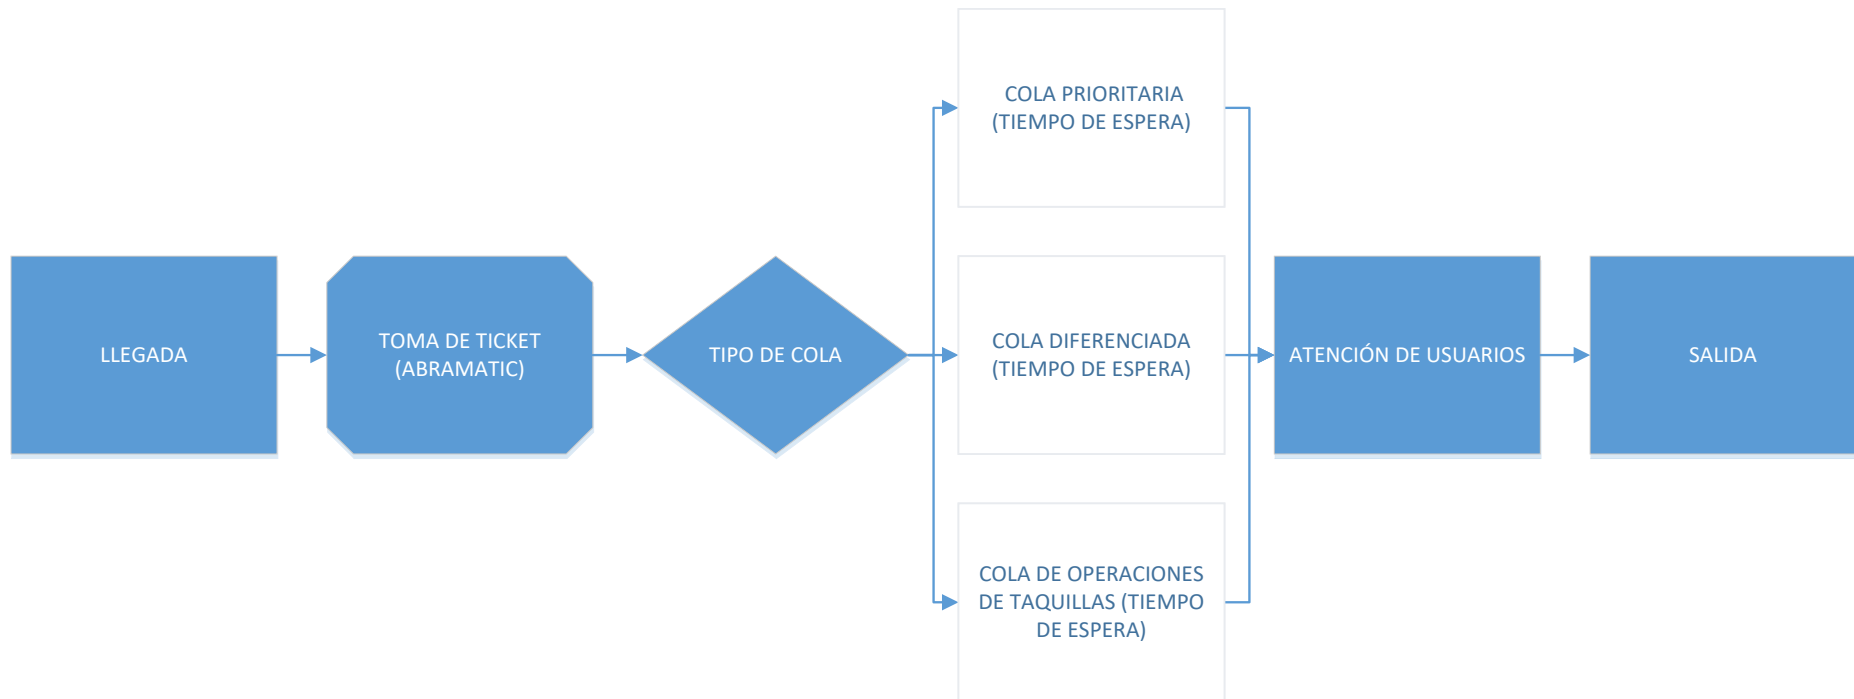 LLEGADA
TOMA DE TICKET
(ABRAMATIC)
TIPO DE COLA
COLA PRIORITARIA
(TIEMPO DE ESPERA)
COLA DIFERENCIADA
(TIEMPO DE ESPERA)
COLA DE OPERACIONES
DE TAQUILLAS (TIEMPO
DE ESPERA)
ATENCIÓN DE USUARIOS
SALIDA